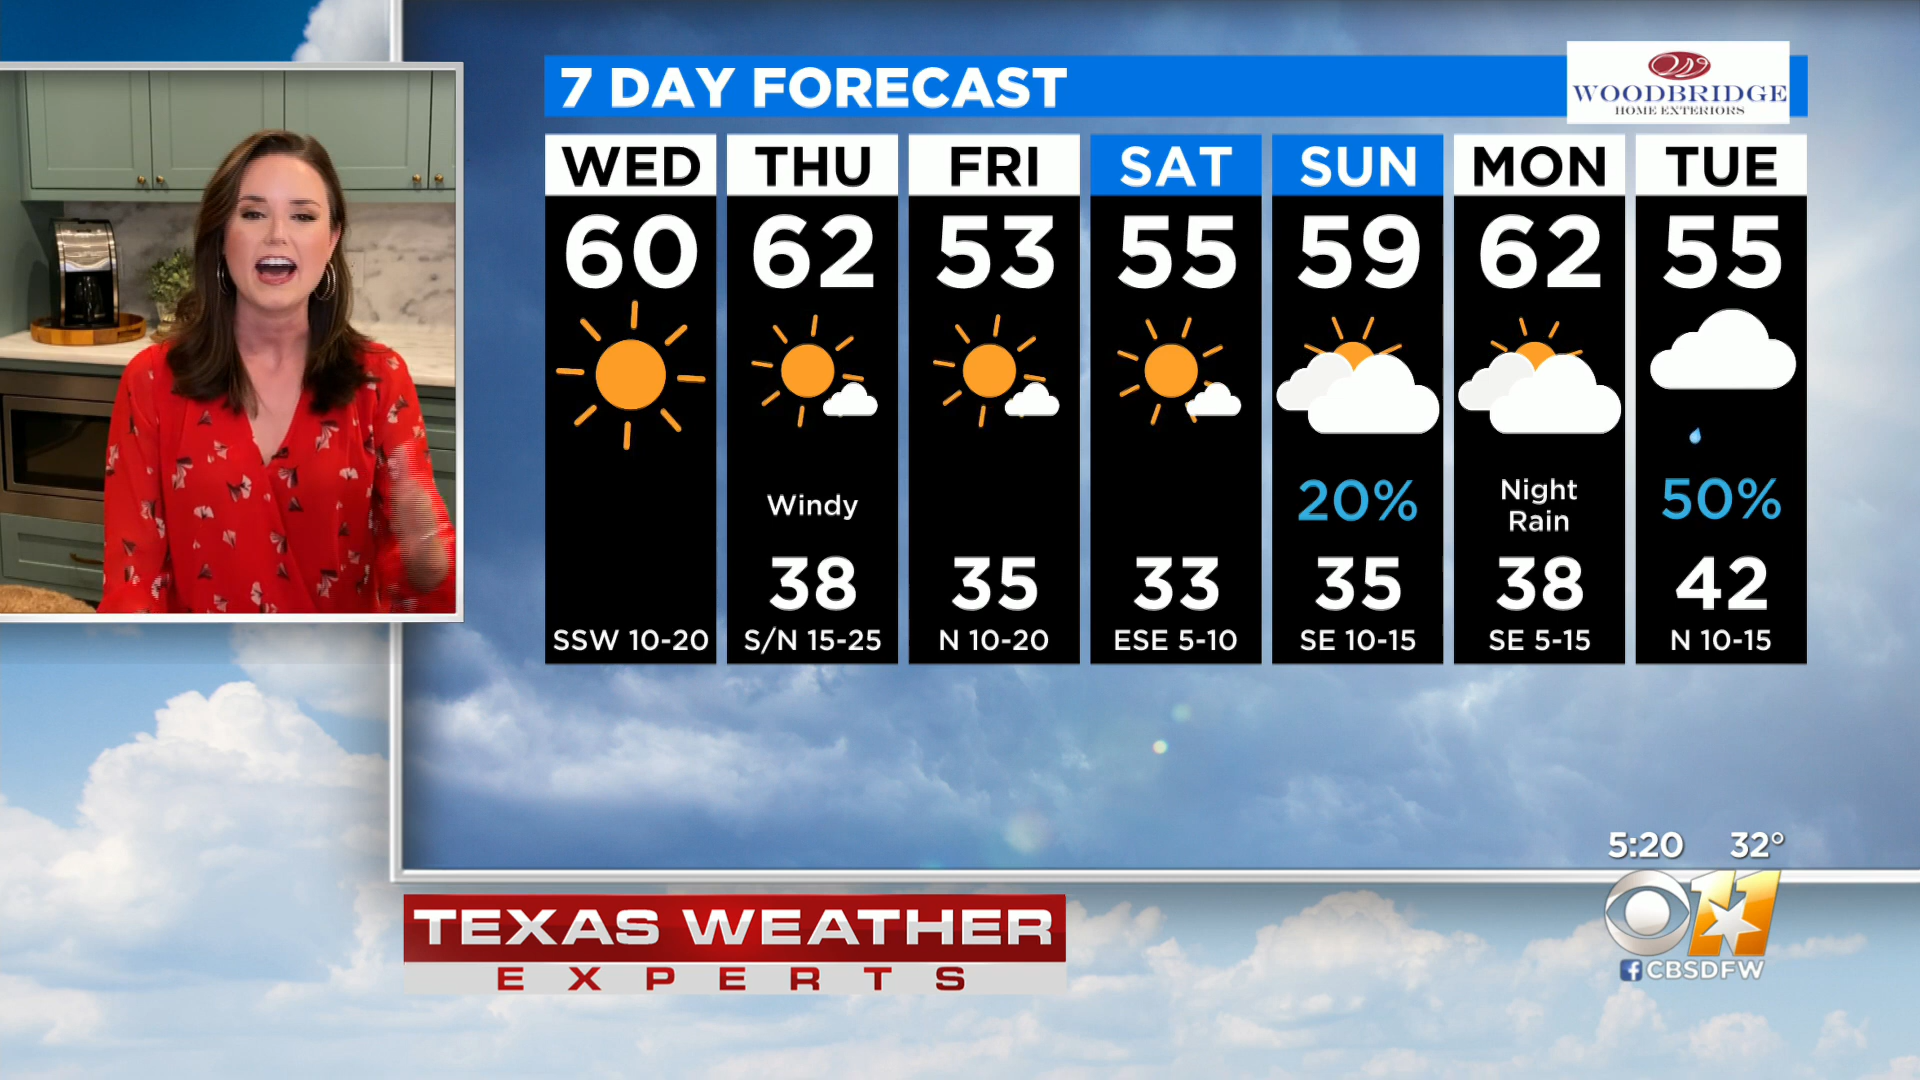 7 DAY FORECAST
WOODBRIDGE
HOME EXTERIORS
WED THU FRI SAT SUN MON TUE
60 62 53 55 59 62 55
Windy 20% Night Rain 50%
38 35 33 35 38 42
SSW 10-20 S/N 15-25 N 10-20 ESE 5-10 SE 10-15 SE 5-15 N 10-15
5:20 32°
11
TEXAS WEATHER
EXPERTS
f CBSDFW